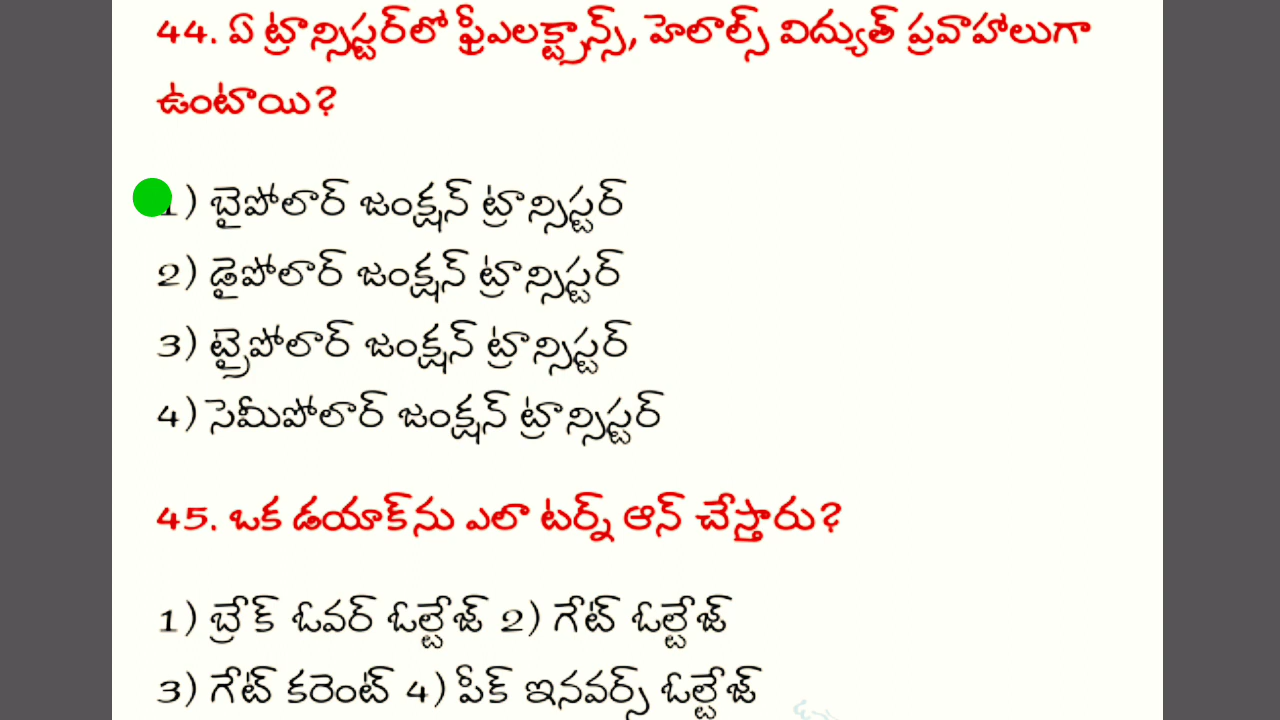 44. ఏ ట్రాన్సిస్టర్‌లో ఫ్రీఎలక్ట్రాన్స్, హెలాల్స్ విద్యుత్ ప్రవాహాలుగా
ఉంటాయి?
1) బైపోలార్ జంక్షన్ ట్రాన్సిస్టర్
2) డైపోలార్ జంక్షన్ ట్రాన్సిస్టర్
3) ట్రైపోలార్ జంక్షన్ ట్రాన్సిస్టర్
4) సెమీపోలార్ జంక్షన్ ట్రాన్సిస్టర్
45. ఒక డయాక్‌ను ఎలా టర్న్ ఆన్ చేస్తారు?
1) బ్రేక్ ఓవర్ ఓల్టేజ్ 2) గేట్ ఓల్టేజ్
3) గేట్ కరెంట్ 4) పీక్ ఇనవర్స్ ఓల్టేజ్